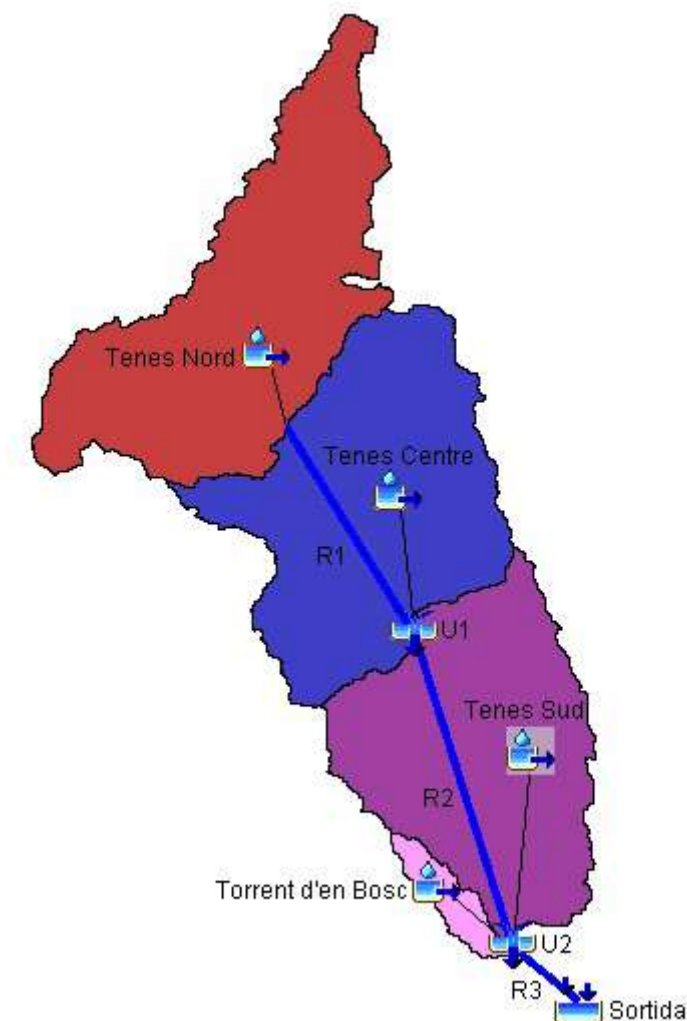 Tenes Nord
Tenes Centre
R1
U1
Tenes Sud
R2
Torrent d'en Bosc
U2
R3
Sortida